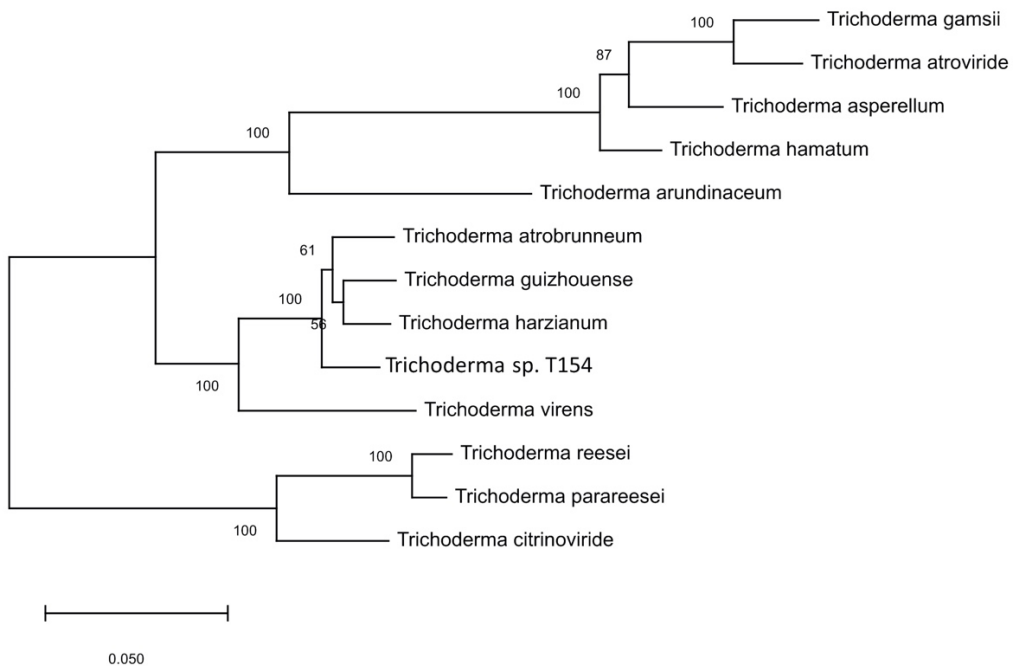 Trichoderma gamsii
100
Trichoderma atroviride
87
100
Trichoderma asperellum
100
Trichoderma hamatum
Trichoderma arundinaceum
Trichoderma atrobrunneum
61
Trichoderma guizhouense
100
56
Trichoderma harzianum
Trichoderma sp. T154
100
Trichoderma virens
Trichoderma reesei
100
Trichoderma parareesei
100
Trichoderma citrinoviride
0.050